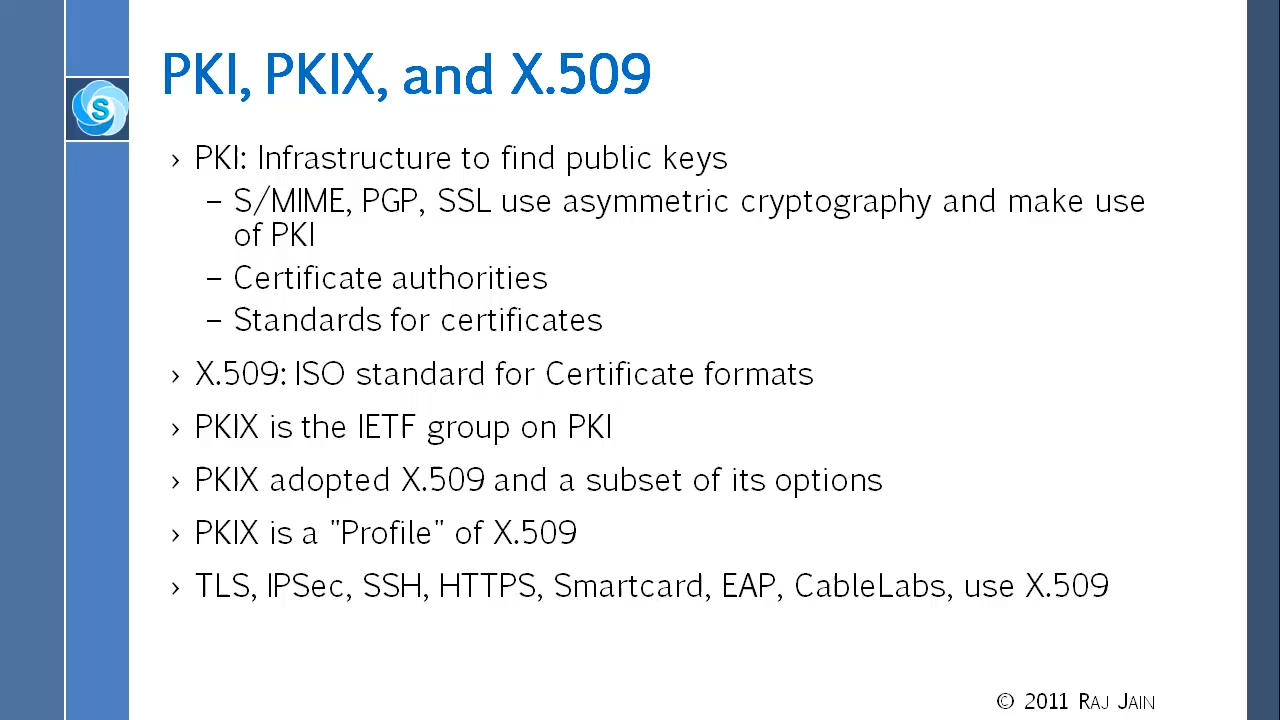 PKI, PKIX, and X.509
S
› PKI: Infrastructure to find public keys
– S/MIME, PGP, SSL use asymmetric cryptography and make use
of PKI
– Certificate authorities
– Standards for certificates
› X.509: ISO standard for Certificate formats
› PKIX is the IETF group on PKI
› PKIX adopted X.509 and a subset of its options
› PKIX is a "Profile" of X.509
› TLS, IPSec, SSH, HTTPS, Smartcard, EAP, CableLabs, use X.509
© 2011 RAJ JAIN